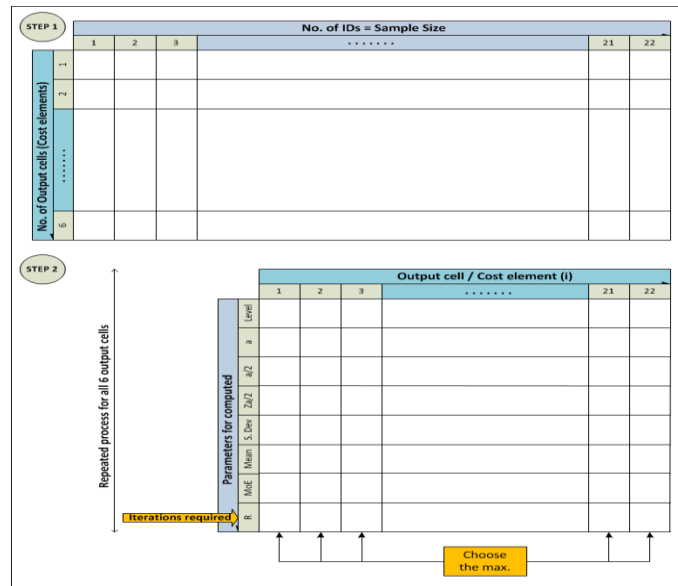 STEP 1
No. of IDs = Sample Size
1 2 3 ....... 21 22
No. of Output cells (Cost elements)
1
2
.......
6
STEP 2
Output cell / Cost element (i)
1 2 3 ....... 21 22
Repeated process for all 6 output cells
Parameters for computed
Level
a
a/2
Za/2
S. Dev
Mean
MoE
R
Iterations required
Choose
the max.